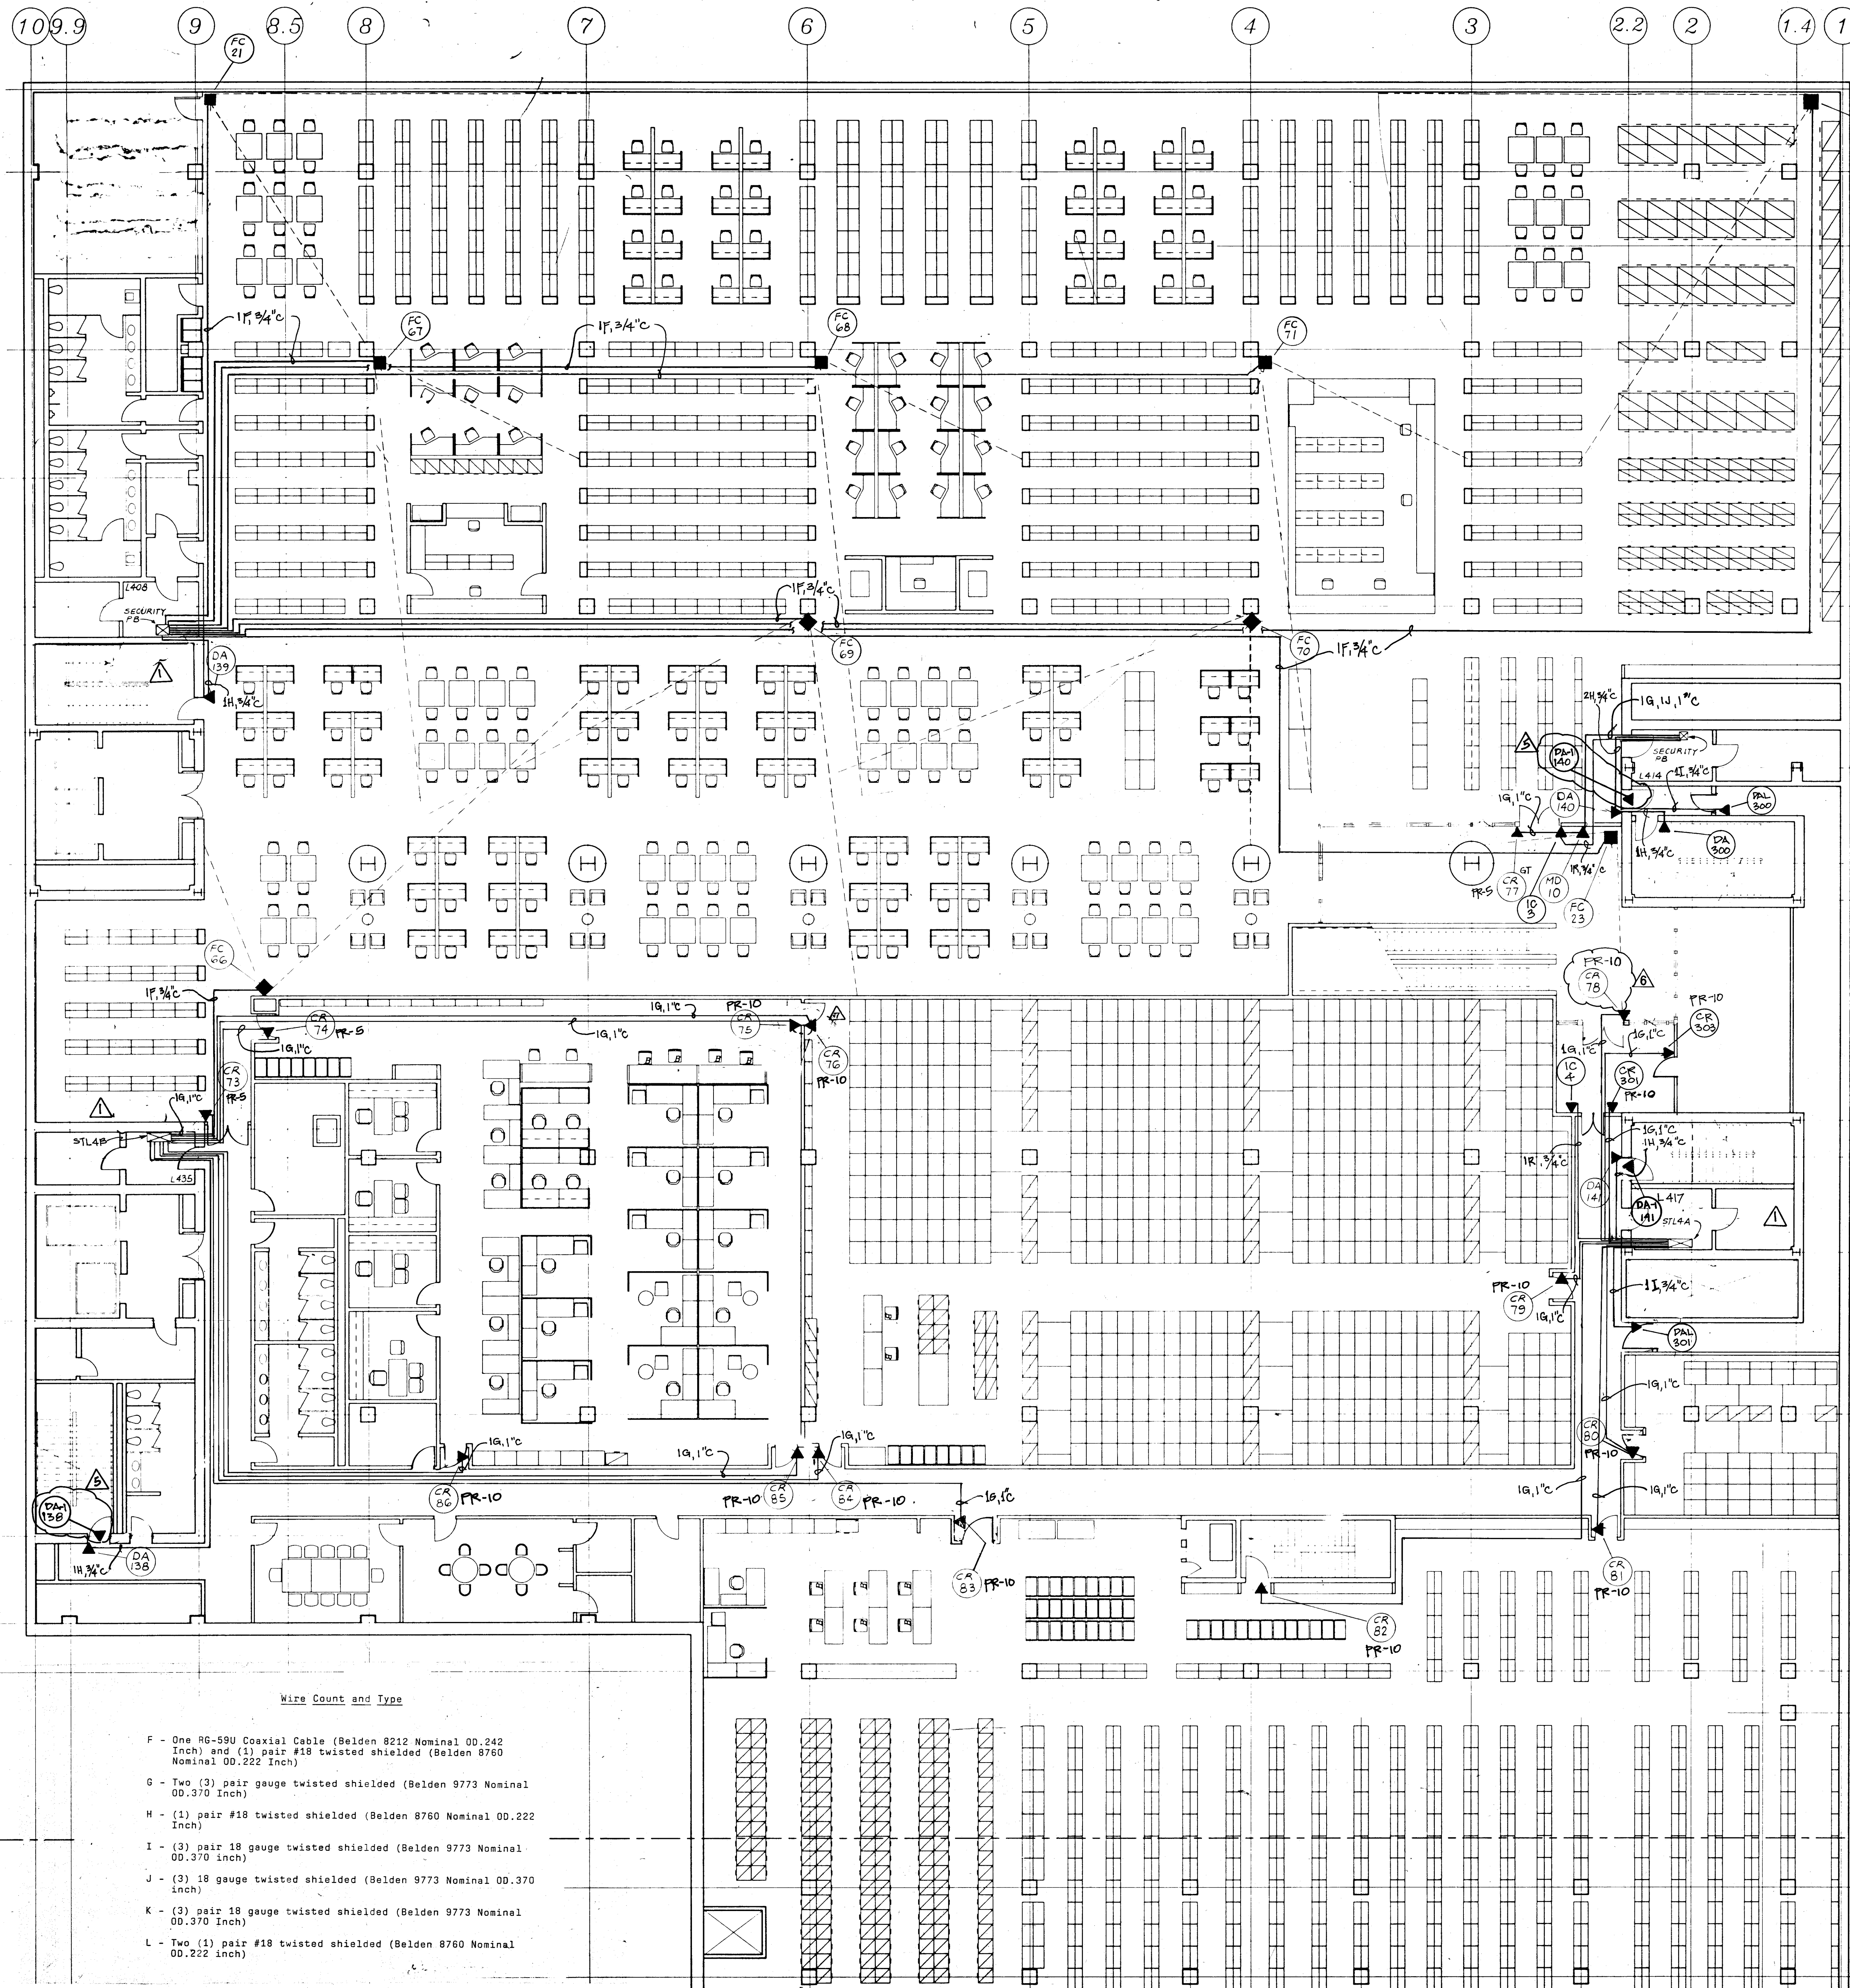 10
9.9
9
8.5
8
7
6
5
4
3
2.2
2
1.4
1
FC
21
1F, 3/4"C
FC
67
1F, 3/4"C
FC
68
FC
71
L408
SECURITY
PB
1F, 3/4"C
FC
69
FC
70
1F, 3/4"C
DA
139
1
1H, 3/4"C
2H, 3/4"C
1G, 1J, 1"C
5
DA-1
140
SECURITY
PB
L414
1I, 3/4"C
DAL
300
1G, 1"C
DA
140
1H, 3/4"C
DA
300
H
H
H
H
H
H
GT
PR-5
CR
77
IC
3
MD
10
1R, 3/4"C
FC
23
FC
66
1F, 3/4"C
PR-10
CR
78
6
PR-10
CR
303
1G, 1"C
CR
74
PR-5
1G, 1"C
1G, 1"C
1G, 1"C
PR-10
CR
75
CR
76
PR-10
1G, 1"C
IC
4
CR
301
PR-10
CR
73
PR-5
1G, 1"C
1
STL4B
L435
1G, 1"C
1H, 3/4"C
1R, 3/4"C
DA
141
DA-1
141
L417
STL4A
1
PR-10
CR
79
1G, 1"C
1I, 3/4"C
DAL
301
1G, 1"C
CR
80
PR-10
1G, 1"C
1G, 1"C
1G, 1"C
1G, 1"C
1G, 1"C
CR
86
PR-10
PR-10
CR
85
CR
84
PR-10
1G, 1"C
5
DA-1
138
DA
138
1H, 3/4"C
CR
83
PR-10
CR
81
PR-10
CR
82
PR-10
Wire Count and Type
F - One RG-59U Coaxial Cable (Belden 8212 Nominal OD.242
Inch) and (1) pair #18 twisted shielded (Belden 8760
Nominal OD.222 Inch)
G - Two (3) pair gauge twisted shielded (Belden 9773 Nominal
OD.370 Inch)
H - (1) pair #18 twisted shielded (Belden 8760 Nominal OD.222
Inch)
I - (3) pair 18 gauge twisted shielded (Belden 9773 Nominal
OD.370 inch)
J - (3) 18 gauge twisted shielded (Belden 9773 Nominal OD.370
inch)
K - (3) pair 18 gauge twisted shielded (Belden 9773 Nominal
OD.370 Inch)
L - Two (1) pair #18 twisted shielded (Belden 8760 Nominal
OD.222 inch)